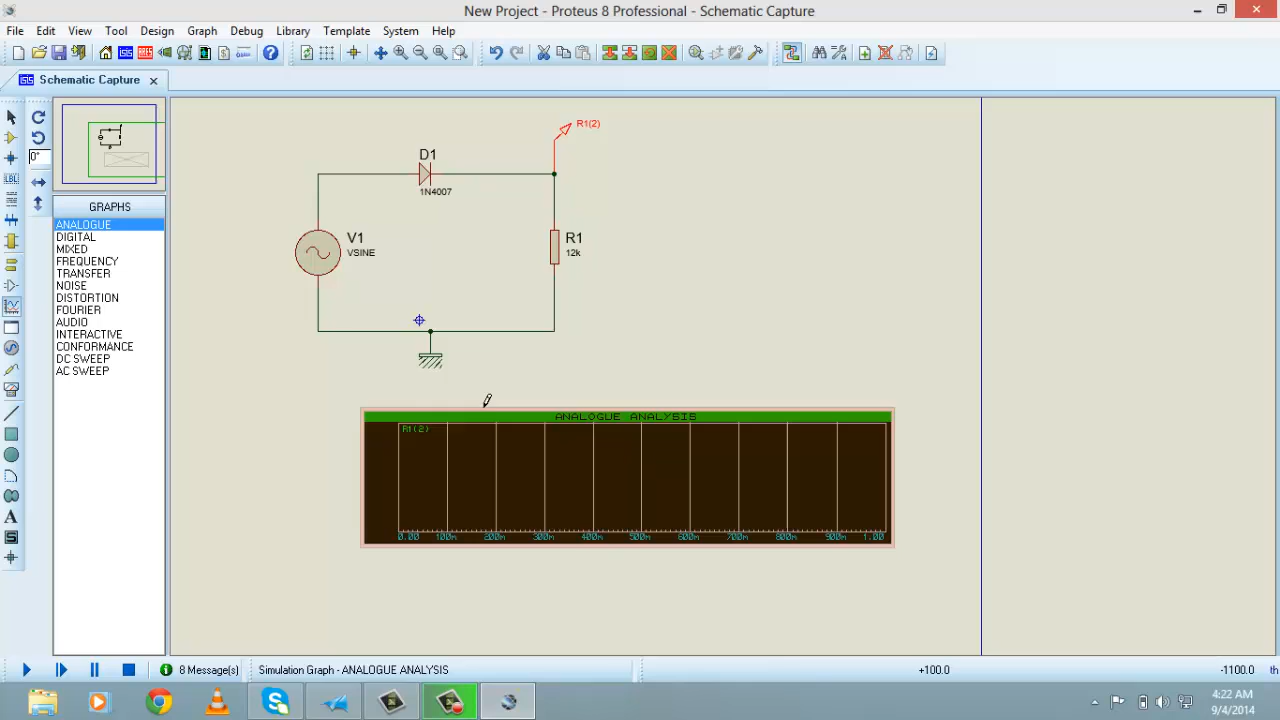 New Project - Proteus 8 Professional - Schematic Capture
File Edit View Tool Design Graph Debug Library Template System Help
Schematic Capture
0°
LBL
GRAPHS
ANALOGUE
DIGITAL
MIXED
FREQUENCY
TRANSFER
NOISE
DISTORTION
FOURIER
AUDIO
INTERACTIVE
CONFORMANCE
DC SWEEP
AC SWEEP
R1(2)
D1
1N4007
V1
VSINE
R1
12k
ANALOGUE ANALYSIS
R1(2)
0.00 100m 200m 300m 400m 500m 600m 700m 800m 900m 1.00
8 Message(s) Simulation Graph - ANALOGUE ANALYSIS +100.0 -1100.0 th
4:22 AM
9/4/2014